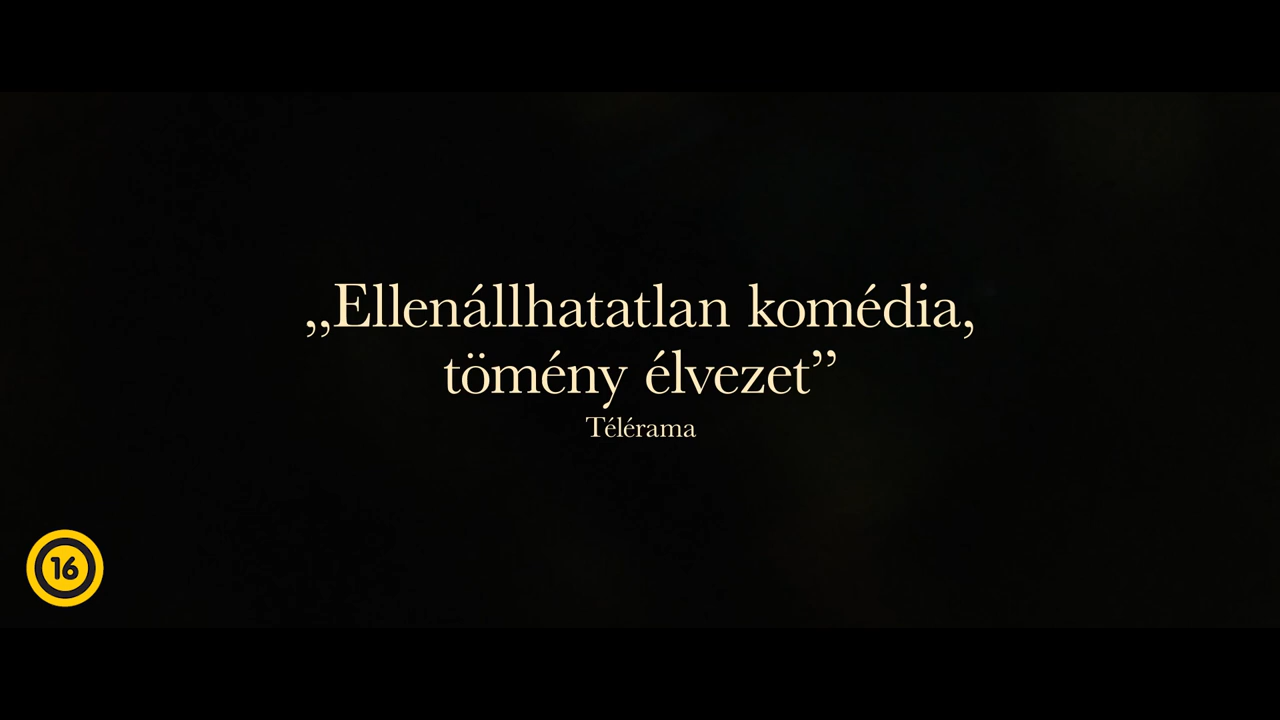 „Ellenállhatatlan komédia,
tömény élvezet”
Télérama
16